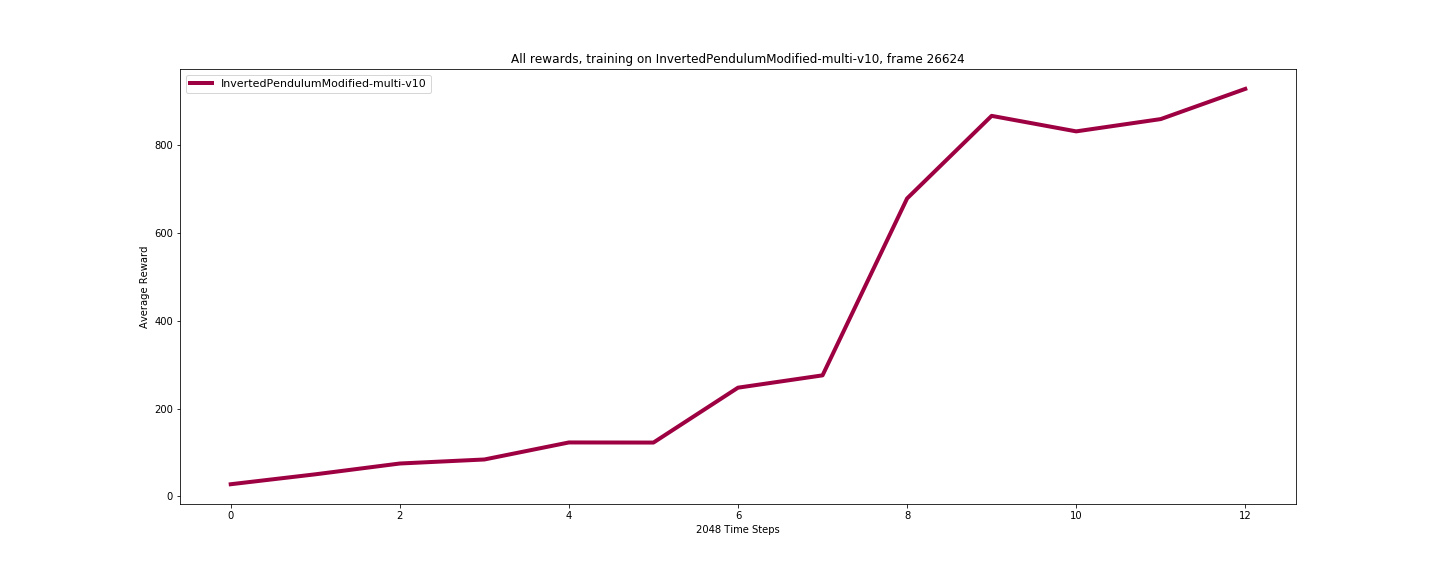 All rewards, training on InvertedPendulumModified-multi-v10, frame 26624
InvertedPendulumModified-multi-v10
800
600
400
200
0
Average Reward
0 2 4 6 8 10 12
2048 Time Steps